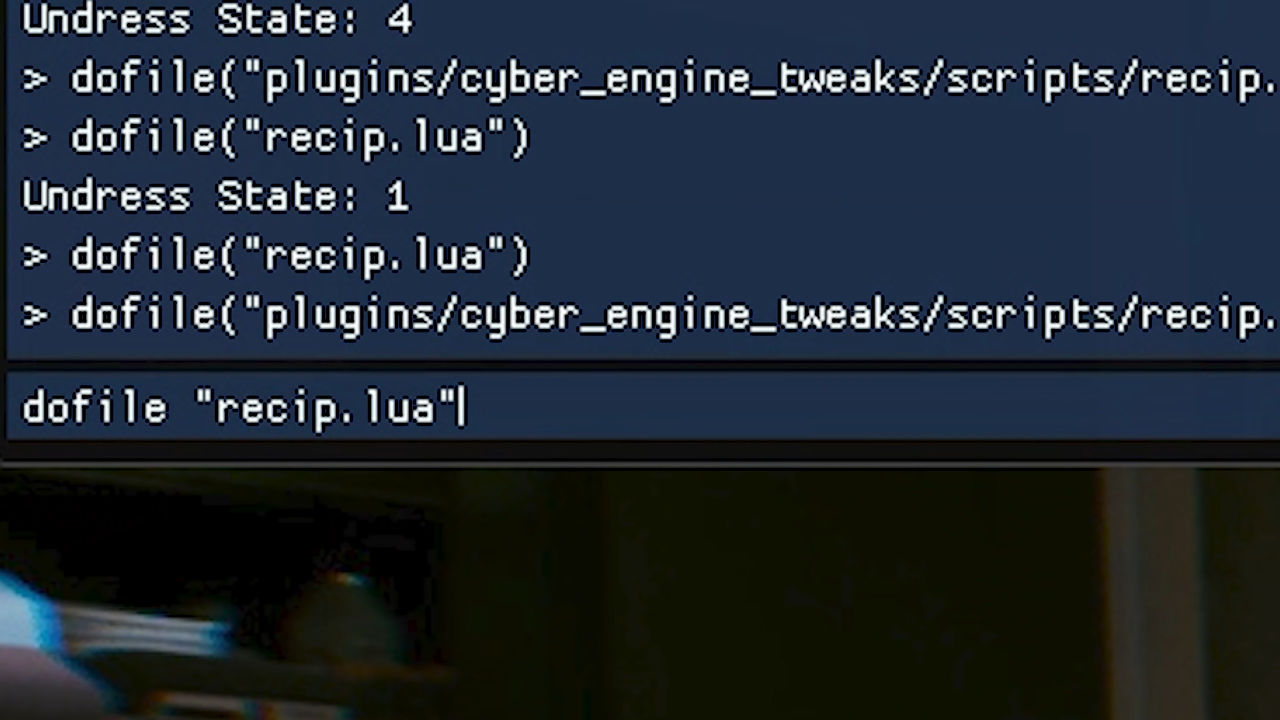 Undress State: 4
> dofile("plugins/cyber_engine_tweaks/scripts/recip.
> dofile("recip.lua")
Undress State: 1
> dofile("recip.lua")
> dofile("plugins/cyber_engine_tweaks/scripts/recip.
dofile "recip.lua"